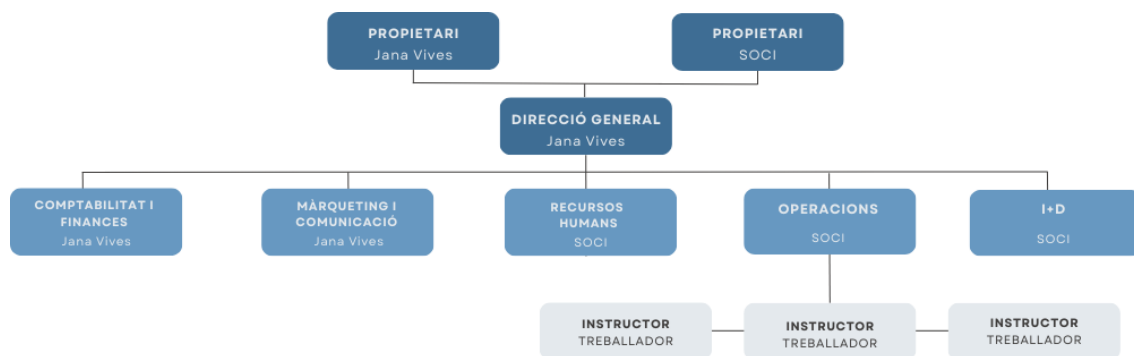 PROPIETARI
Jana Vives
PROPIETARI
SOCI
DIRECCIÓ GENERAL
Jana Vives
COMPTABILITAT I
FINANCES
Jana Vives
MÀRQUETING I
COMUNICACIÓ
Jana Vives
RECURSOS
HUMANS
SOCI
OPERACIONS
SOCI
I+D
SOCI
INSTRUCTOR
TREBALLADOR
INSTRUCTOR
TREBALLADOR
INSTRUCTOR
TREBALLADOR